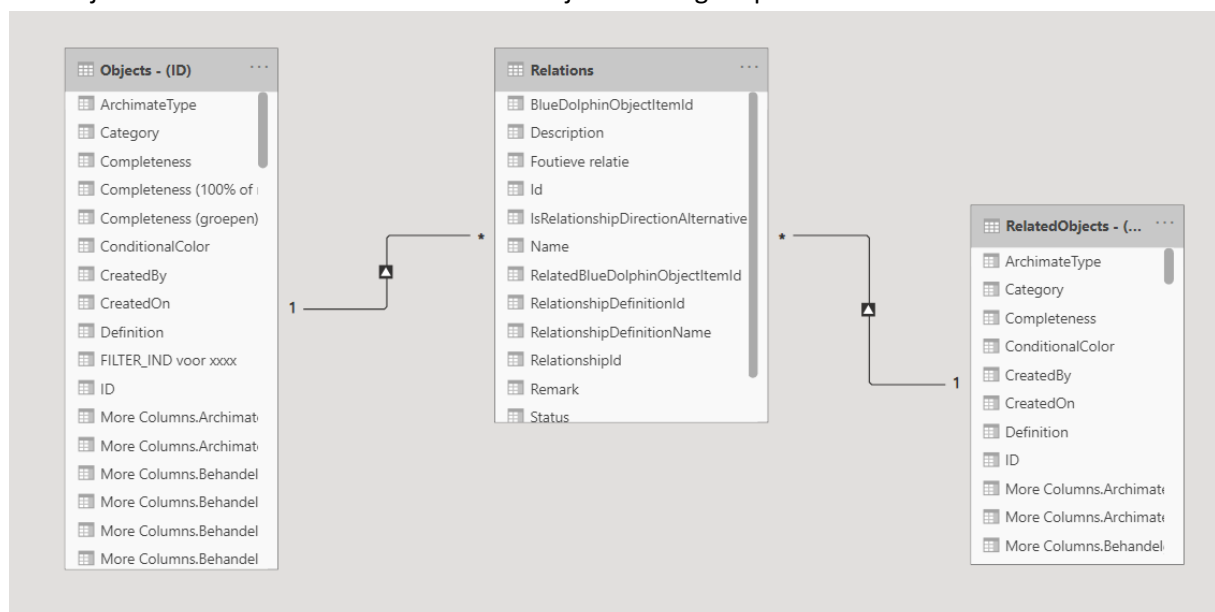 Objects - (ID) ...
ArchimateType
Category
Completeness
Completeness (100% of
Completeness (groepen)
ConditionalColor
CreatedBy
CreatedOn
Definition
FILTER_IND voor xxxx
ID
More Columns.Archimat
More Columns.Archimat
More Columns.Behandel
More Columns.Behandel
More Columns.Behandel
More Columns.Behandel
1
*
Relations ...
BlueDolphinObjectItemId
Description
Foutieve relatie
Id
IsRelationshipDirectionAlternative
Name
RelatedBlueDolphinObjectItemId
RelationshipDefinitionId
RelationshipDefinitionName
RelationshipId
Remark
Status
*
1
RelatedObjects - (... ...
ArchimateType
Category
Completeness
ConditionalColor
CreatedBy
CreatedOn
Definition
ID
More Columns.Archimate
More Columns.Archimate
More Columns.Behandel